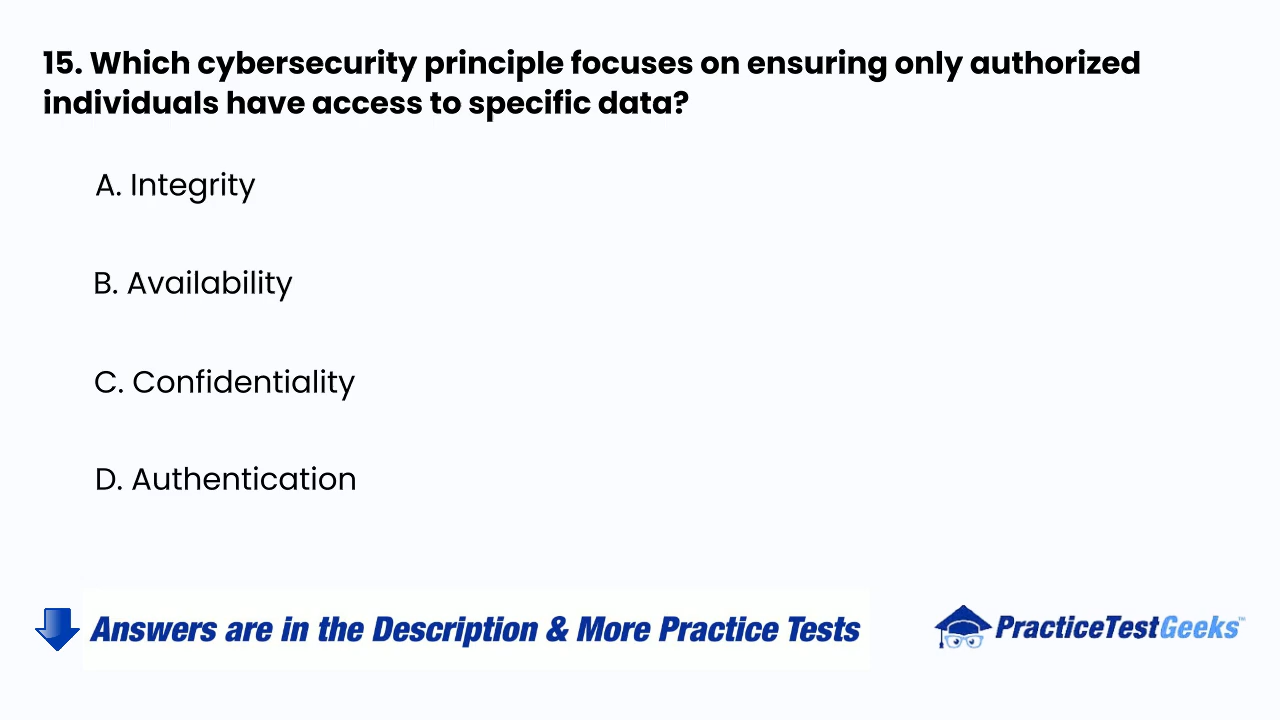 15. Which cybersecurity principle focuses on ensuring only authorized
individuals have access to specific data?
A. Integrity
B. Availability
C. Confidentiality
D. Authentication
Answers are in the Description & More Practice Tests
PracticeTestGeeks™